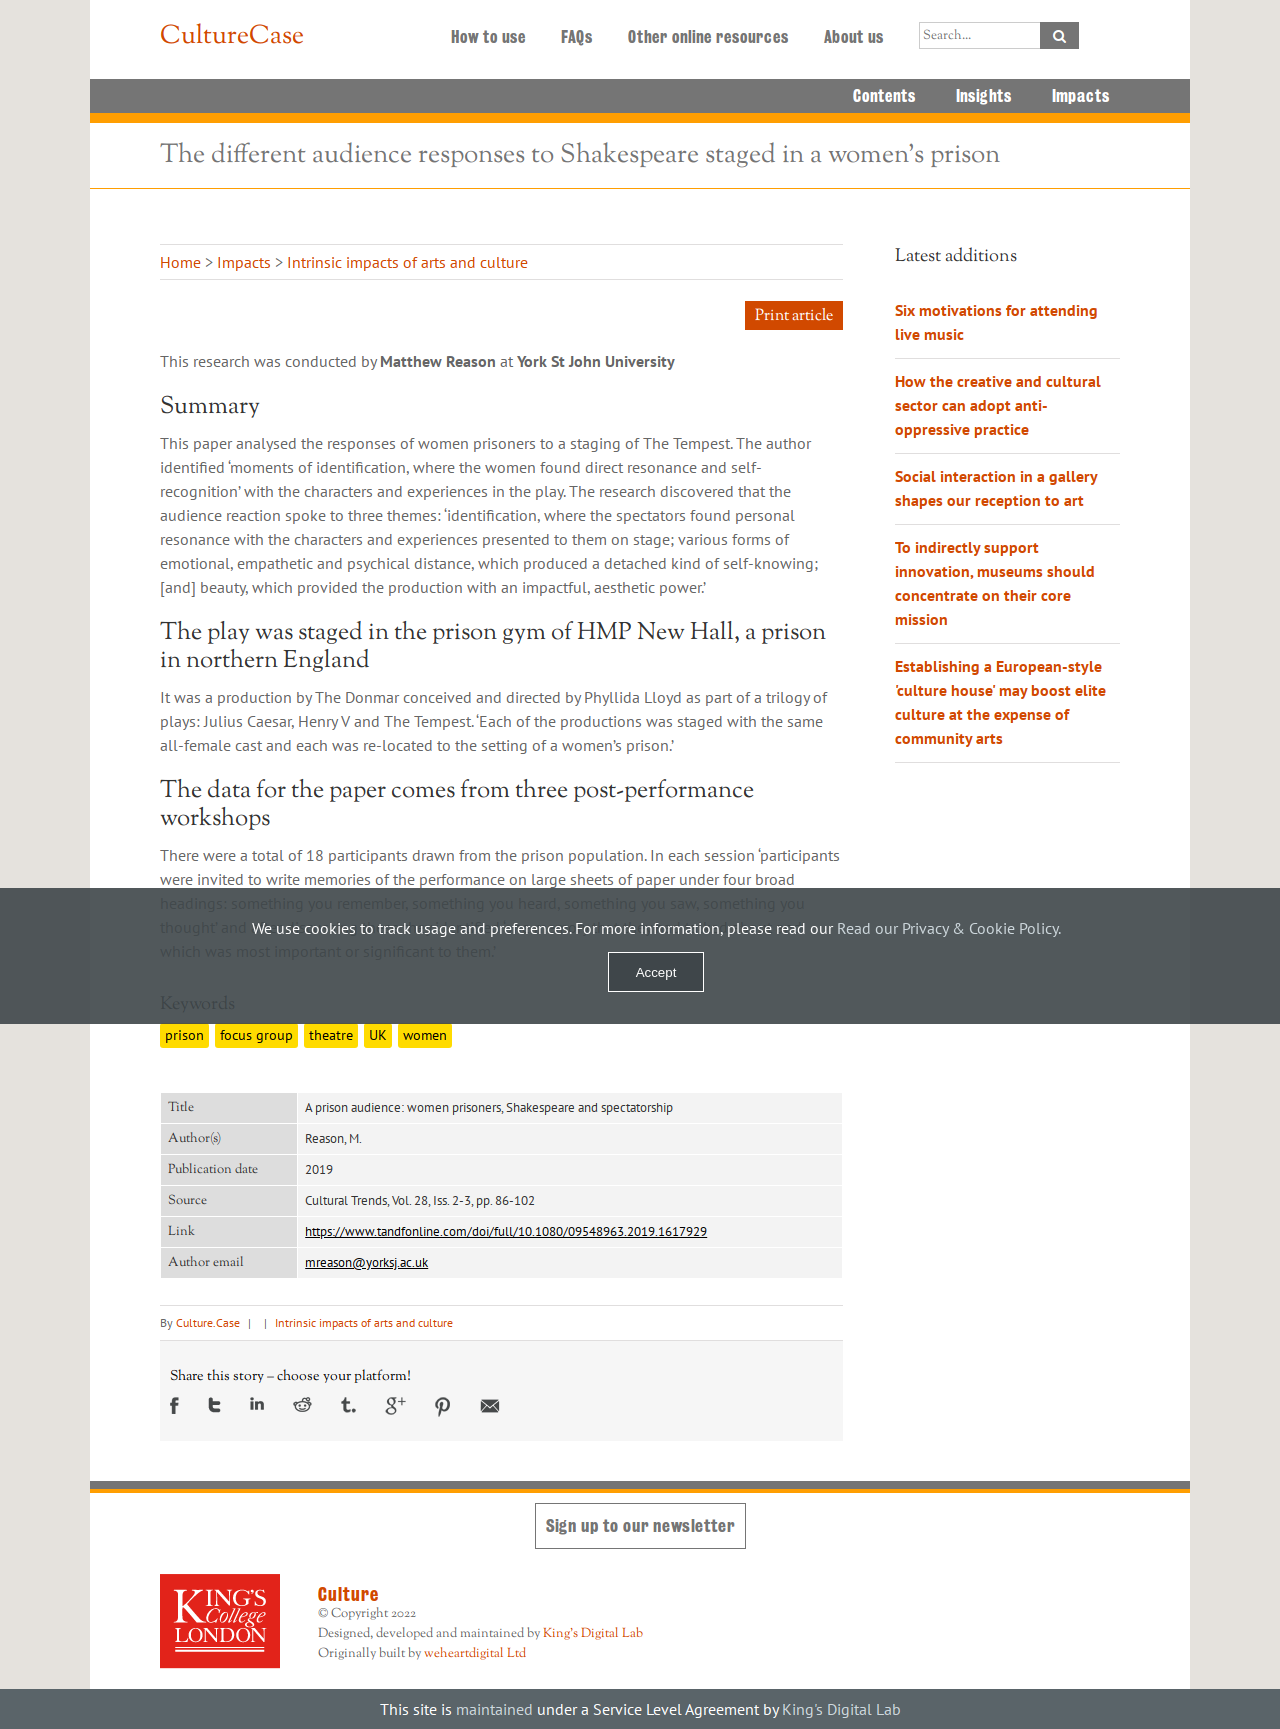 CultureCase
How to use
FAQs
Other online resources
About us
Search...
Contents
Insights
Impacts
The different audience responses to Shakespeare staged in a women's prison
Home > Impacts > Intrinsic impacts of arts and culture
Print article
This research was conducted by Matthew Reason at York St John University
Summary
This paper analysed the responses of women prisoners to a staging of The Tempest. The author
identified ‘moments of identification, where the women found direct resonance and self-
recognition’ with the characters and experiences in the play. The research discovered that the
audience reaction spoke to three themes: ‘identification, where the spectators found personal
resonance with the characters and experiences presented to them on stage; various forms of
emotional, empathetic and psychical distance, which produced a detached kind of self-knowing;
[and] beauty, which provided the production with an impactful, aesthetic power.’
The play was staged in the prison gym of HMP New Hall, a prison
in northern England
It was a production by The Donmar conceived and directed by Phyllida Lloyd as part of a trilogy of
plays: Julius Caesar, Henry V and The Tempest. ‘Each of the productions was staged with the same
all-female cast and each was re-located to the setting of a women’s prison.’
The data for the paper comes from three post-performance
workshops
There were a total of 18 participants drawn from the prison population. In each session ‘participants
were invited to write memories of the performance on large sheets of paper under four broad
headings: something you remember, something you heard, something you saw, something you
thought’ and
which was most important or significant to them.’
Keywords
prison
focus group
theatre
UK
women
Title
A prison audience: women prisoners, Shakespeare and spectatorship
Author(s)
Reason, M.
Publication date
2019
Source
Cultural Trends, Vol. 28, Iss. 2-3, pp. 86-102
Link
https://www.tandfonline.com/doi/full/10.1080/09548963.2019.1617929
Author email
mreason@yorksj.ac.uk
By Culture.Case | | Intrinsic impacts of arts and culture
Share this story – choose your platform!
Latest additions
Six motivations for attending
live music
How the creative and cultural
sector can adopt anti-
oppressive practice
Social interaction in a gallery
shapes our reception to art
To indirectly support
innovation, museums should
concentrate on their core
mission
Establishing a European-style
'culture house' may boost elite
culture at the expense of
community arts
We use cookies to track usage and preferences. For more information, please read our Read our Privacy & Cookie Policy.
Accept
Sign up to our newsletter
KING'S
College
LONDON
Culture
© Copyright 2022
Designed, developed and maintained by King's Digital Lab
Originally built by weheartdigital Ltd
This site is maintained under a Service Level Agreement by King's Digital Lab